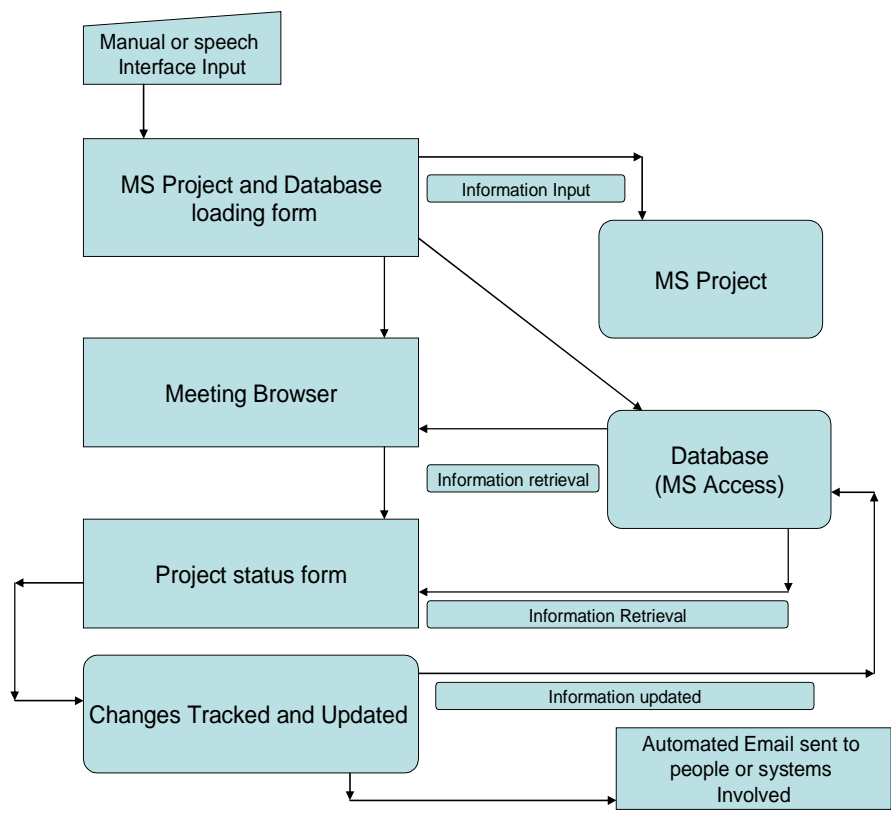 Manual or speech
Interface Input
MS Project and Database
loading form
Information Input
MS Project
Meeting Browser
Database
(MS Access)
Information retrieval
Project status form
Information Retrieval
Changes Tracked and Updated
Information updated
Automated Email sent to
people or systems
Involved